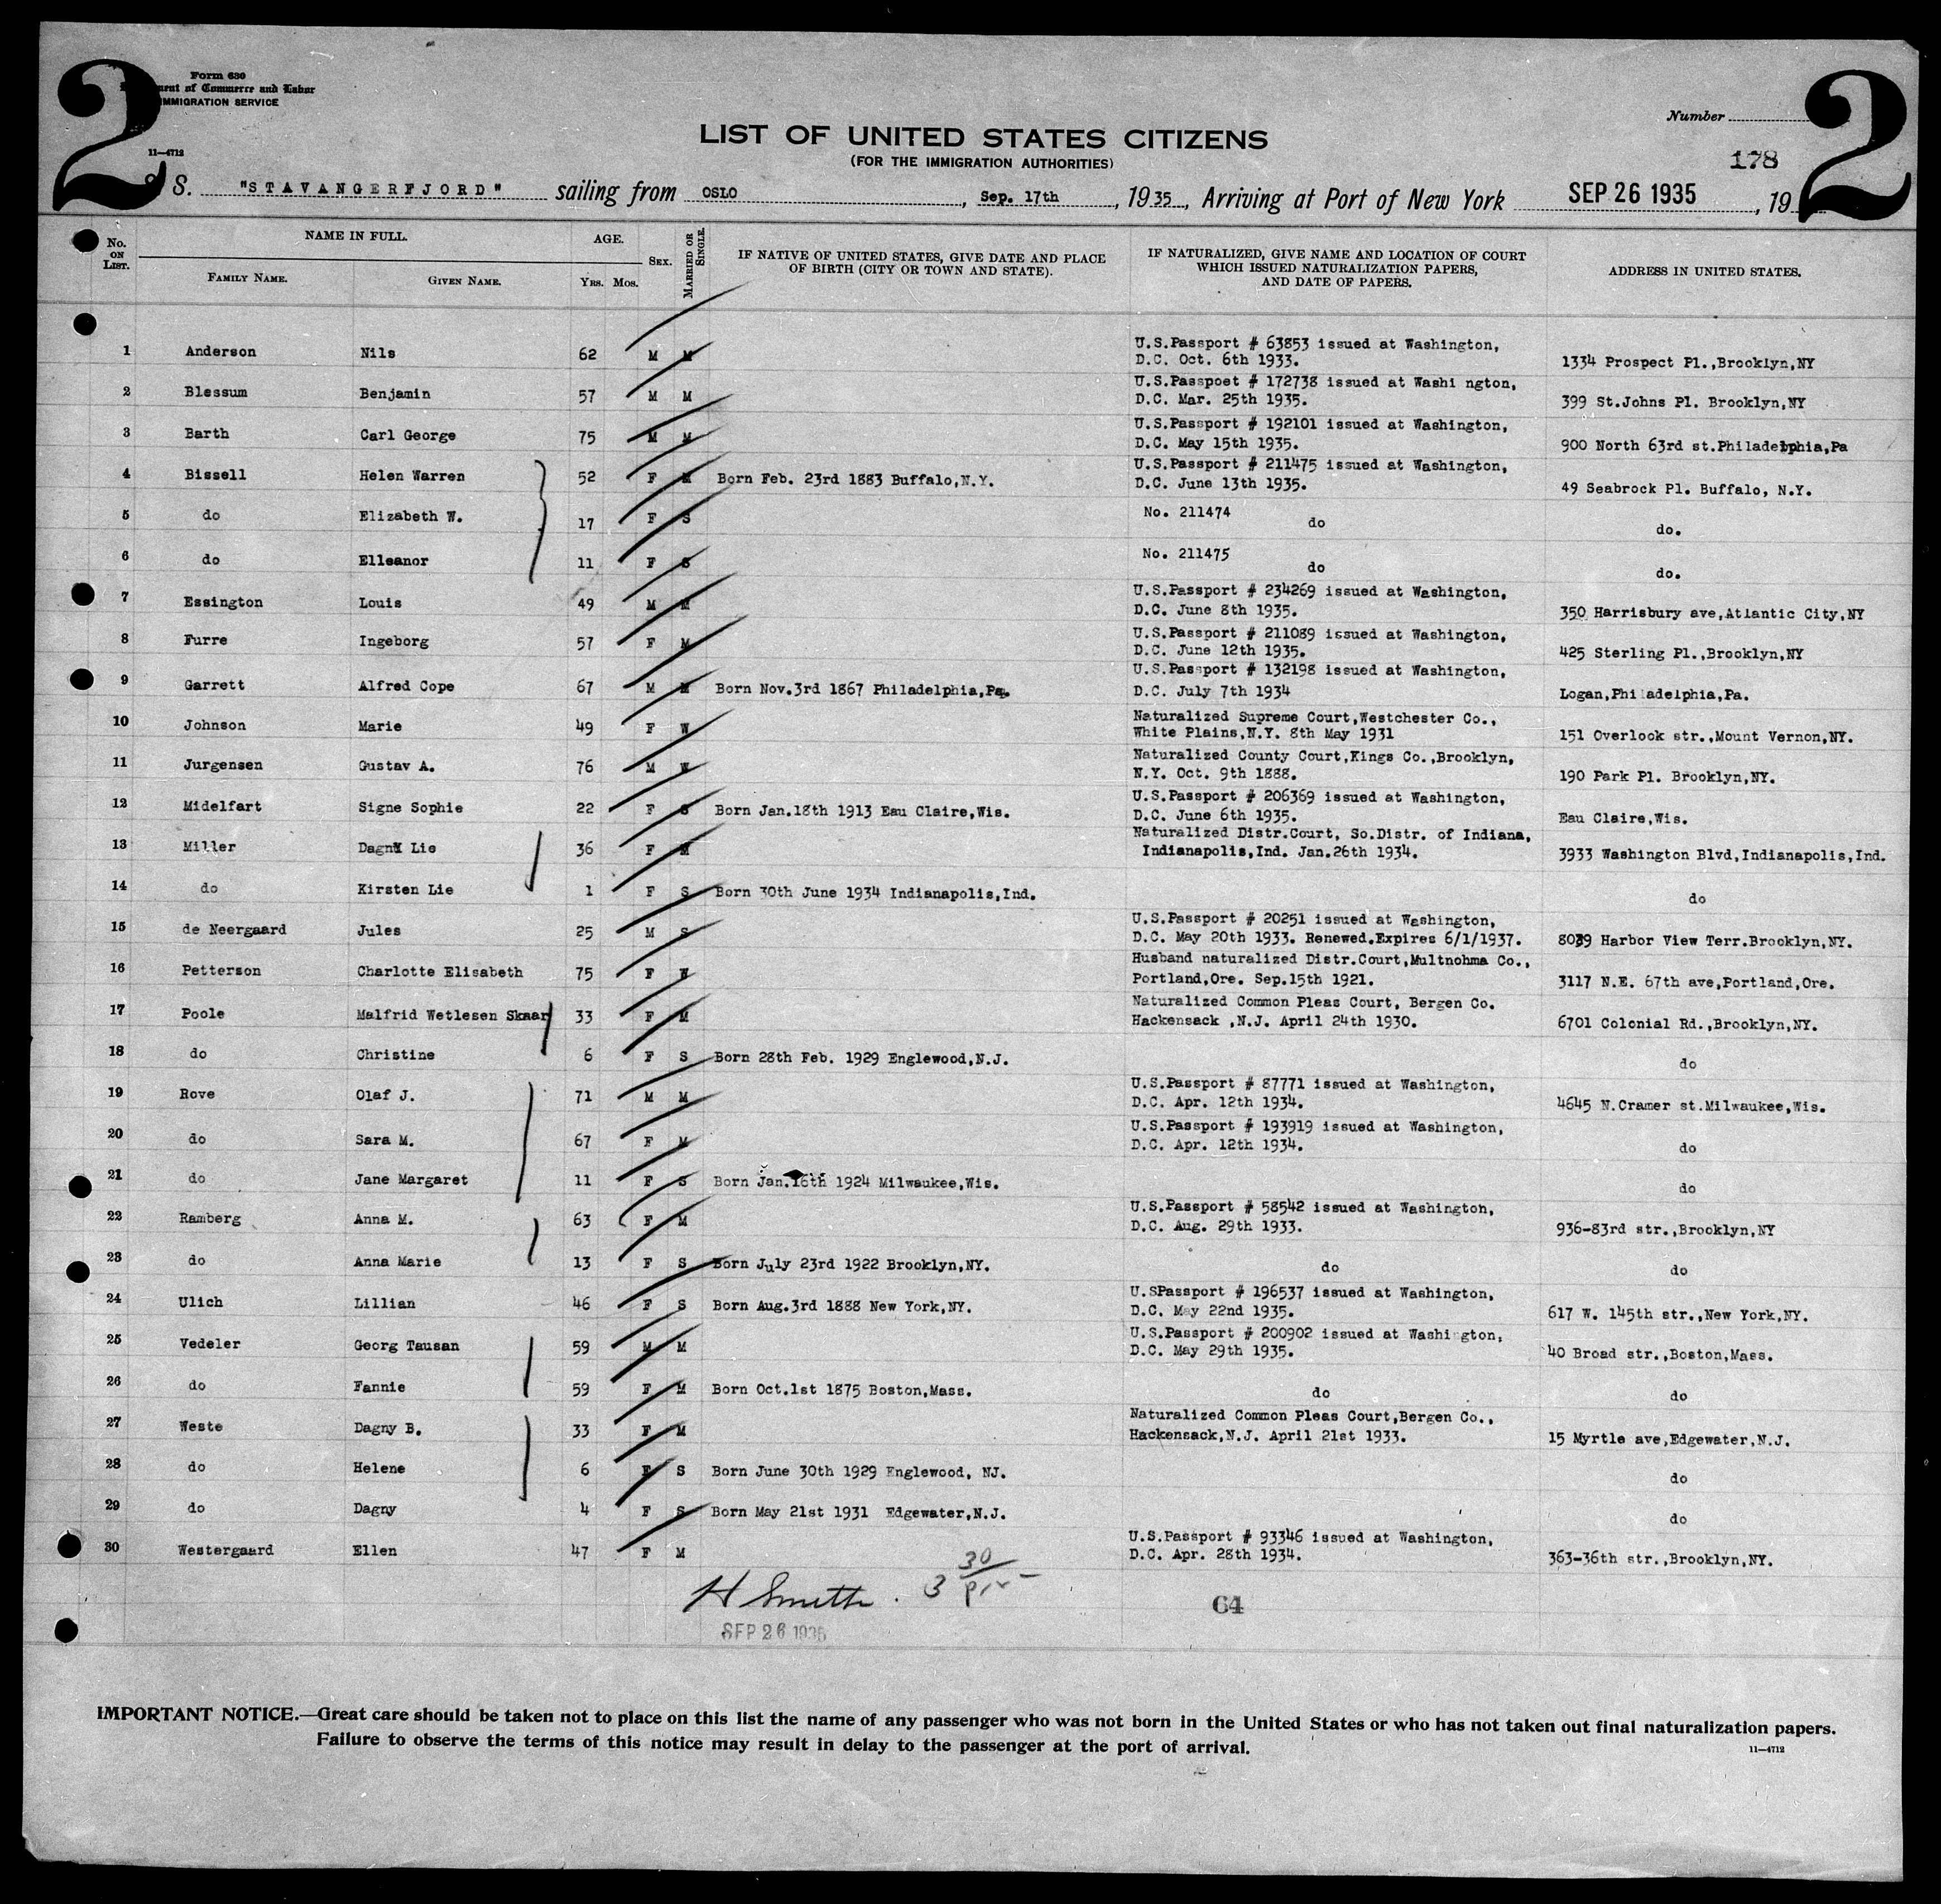 2 2
Form 630
ment of Commerce and Labor
IMMIGRATION SERVICE
11—4712
Number
178
LIST OF UNITED STATES CITIZENS
(FOR THE IMMIGRATION AUTHORITIES)
S. "STAVANGERFJORD" sailing from OSLO, Sep. 17th, 1935, Arriving at Port of New York SEP 26 1935, 19
No. ON LIST. NAME IN FULL. FAMILY NAME. GIVEN NAME. AGE. YRS. MOS. SEX. MARRIED OR SINGLE. IF NATIVE OF UNITED STATES, GIVE DATE AND PLACE OF BIRTH (CITY OR TOWN AND STATE). IF NATURALIZED, GIVE NAME AND LOCATION OF COURT WHICH ISSUED NATURALIZATION PAPERS, AND DATE OF PAPERS. ADDRESS IN UNITED STATES.
1 Anderson Nils 62 M M U.S.Passport # 63853 issued at Washington, D.C. Oct. 6th 1933. 1334 Prospect Pl.,Brooklyn,NY
2 Blessum Benjamin 57 M M U.S.Passpoet # 172738 issued at Washi ngton, D.C. Mar. 25th 1935. 399 St.Johns Pl. Brooklyn,NY
3 Barth Carl George 75 M M U.S.Passport # 192101 issued at Washington, D.C. May 15th 1935. 900 North 63rd st.Philadelphia,Pa
4 Bissell Helen Warren 52 F M Born Feb. 23rd 1883 Buffalo,N.Y. U.S.Passport # 211475 issued at Washington, D.C. June 13th 1935. 49 Seabrock Pl. Buffalo, N.Y.
5 do Elizabeth W. 17 F S No. 211474 do do.
6 do Elleanor 11 F S No. 211475 do do.
7 Essington Louis 49 M M U.S.Passport # 234269 issued at Washington, D.C. June 8th 1935. 350 Harrisbury ave,Atlantic City,NY
8 Furre Ingeborg 57 F M U.S.Passport # 211089 issued at Washington, D.C. June 12th 1935. 425 Sterling Pl.,Brooklyn,NY
9 Garrett Alfred Cope 67 M M Born Nov.3rd 1867 Philadelphia,Pa. U.S.Passport # 132198 issued at Washington, D.C. July 7th 1934 Logan,Philadelphia,Pa.
10 Johnson Marie 49 F W Naturalized Supreme Court,Westchester Co., White Plains,N.Y. 8th May 1931 151 Overlook str.,Mount Vernon,NY.
11 Jurgensen Gustav A. 76 M W Naturalized County Court,Kings Co.,Brooklyn, N.Y. Oct. 9th 1888. 190 Park Pl. Brooklyn,NY.
12 Midelfart Signe Sophie 22 F S Born Jan.18th 1913 Eau Claire,Wis. U.S.Passport # 206369 issued at Washington, D.C. June 6th 1935. Eau Claire,Wis.
13 Miller Dagny Lie 36 F M Naturalized Distr.Court, So.Distr. of Indiana, Indianapolis,Ind. Jan.26th 1934. 3933 Washington Blvd,Indianapolis,Ind.
14 do Kirsten Lie 1 F S Born 30th June 1934 Indianapolis,Ind. do
15 de Neergaard Jules 25 M S U.S.Passport # 20251 issued at Washington, D.C. May 20th 1933. Renewed.Expires 6/1/1937. 8039 Harbor View Terr.Brooklyn,NY.
16 Petterson Charlotte Elisabeth 75 F W Husband naturalized Distr.Court,Multnohma Co., Portland,Ore. Sep.15th 1921. 3117 N.E. 67th ave,Portland,Ore.
17 Poole Malfrid Wetlesen Skaar 33 F M Naturalized Common Pleas Court, Bergen Co. Hackensack ,N.J. April 24th 1930. 6701 Colonial Rd.,Brooklyn,NY.
18 do Christine 6 F S Born 28th Feb. 1929 Englewood,N.J. do
19 Rove Olaf J. 71 M M U.S.Passport # 87771 issued at Washington, D.C. Apr. 12th 1934. 4645 N.Cramer st.Milwaukee,Wis.
20 do Sara M. 67 F M U.S.Passport # 193919 issued at Washington, D.C. Apr. 12th 1934. do
21 do Jane Margaret 11 F S Born Jan.16th 1924 Milwaukee,Wis. do
22 Ramberg Anna M. 63 F M U.S.Passport # 58542 issued at Washington, D.C. Aug. 29th 1933. 936-83rd str.,Brooklyn,NY
23 do Anna Marie 13 F S Born July 23rd 1922 Brooklyn,NY. do do
24 Ulich Lillian 46 F S Born Aug.3rd 1888 New York,NY. U.SPassport # 196537 issued at Washington, D.C. May 22nd 1935. 617 W. 145th str.,New York,NY.
25 Vedeler Georg Tausan 59 M M U.S.Passport # 200902 issued at Washington, D.C. May 29th 1935. 40 Broad str.,Boston,Mass.
26 do Fannie 59 F M Born Oct.1st 1875 Boston,Mass. do do
27 Weste Dagny B. 33 F M Naturalized Common Pleas Court,Bergen Co., Hackensack,N.J. April 21st 1933. 15 Myrtle ave,Edgewater,N.J.
28 do Helene 6 F S Born June 30th 1929 Englewood, NJ. do
29 do Dagny 4 F S Born May 21st 1931 Edgewater,N.J. do
30 Westergaard Ellen 47 F M U.S.Passport # 93346 issued at Washington, D.C. Apr. 28th 1934. 363-36th str.,Brooklyn,NY.
H Smith. 3 30
64
SEP 26 1935
IMPORTANT NOTICE.—Great care should be taken not to place on this list the name of any passenger who was not born in the United States or who has not taken out final naturalization papers.
Failure to observe the terms of this notice may result in delay to the passenger at the port of arrival.
11—4712